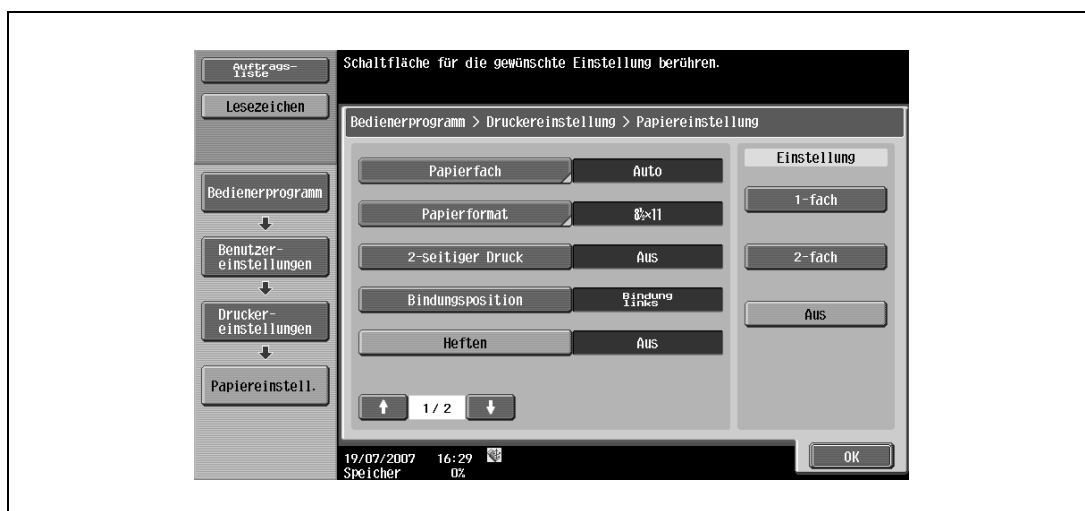 Auftrags-
liste
Lesezeichen
Bedienerprogramm
Benutzer-
einstellungen
Drucker-
einstellungen
Papiereinstell.
Schaltfläche für die gewünschte Einstellung berühren.
Bedienerprogramm > Druckereinstellung > Papiereinstellung
Papierfach Auto
Papierformat 8½×11
2-seitiger Druck Aus
Bindungsposition Bindung
links
Heften Aus
1/ 2
Einstellung
1-fach
2-fach
Aus
19/07/2007 16:29
Speicher 0%
OK